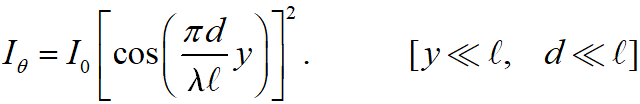 I_θ = I_0 [cos(πd/λℓ y)]^2. [y ≪ ℓ, d ≪ ℓ]